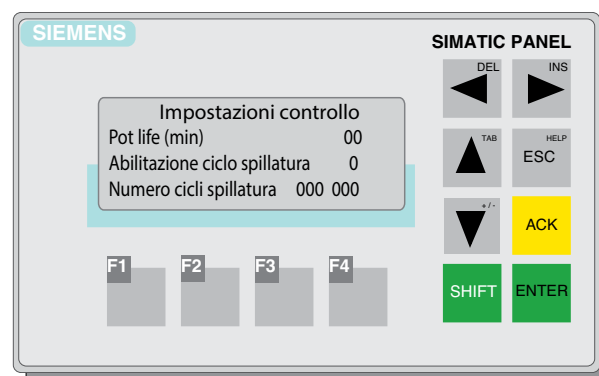 SIEMENS
SIMATIC PANEL
DEL
INS
Impostazioni controllo
Pot life (min) 00
Abilitazione ciclo spillatura 0
Numero cicli spillatura 000 000
TAB
HELP
ESC
+ / -
ACK
F1 F2 F3 F4
SHIFT ENTER